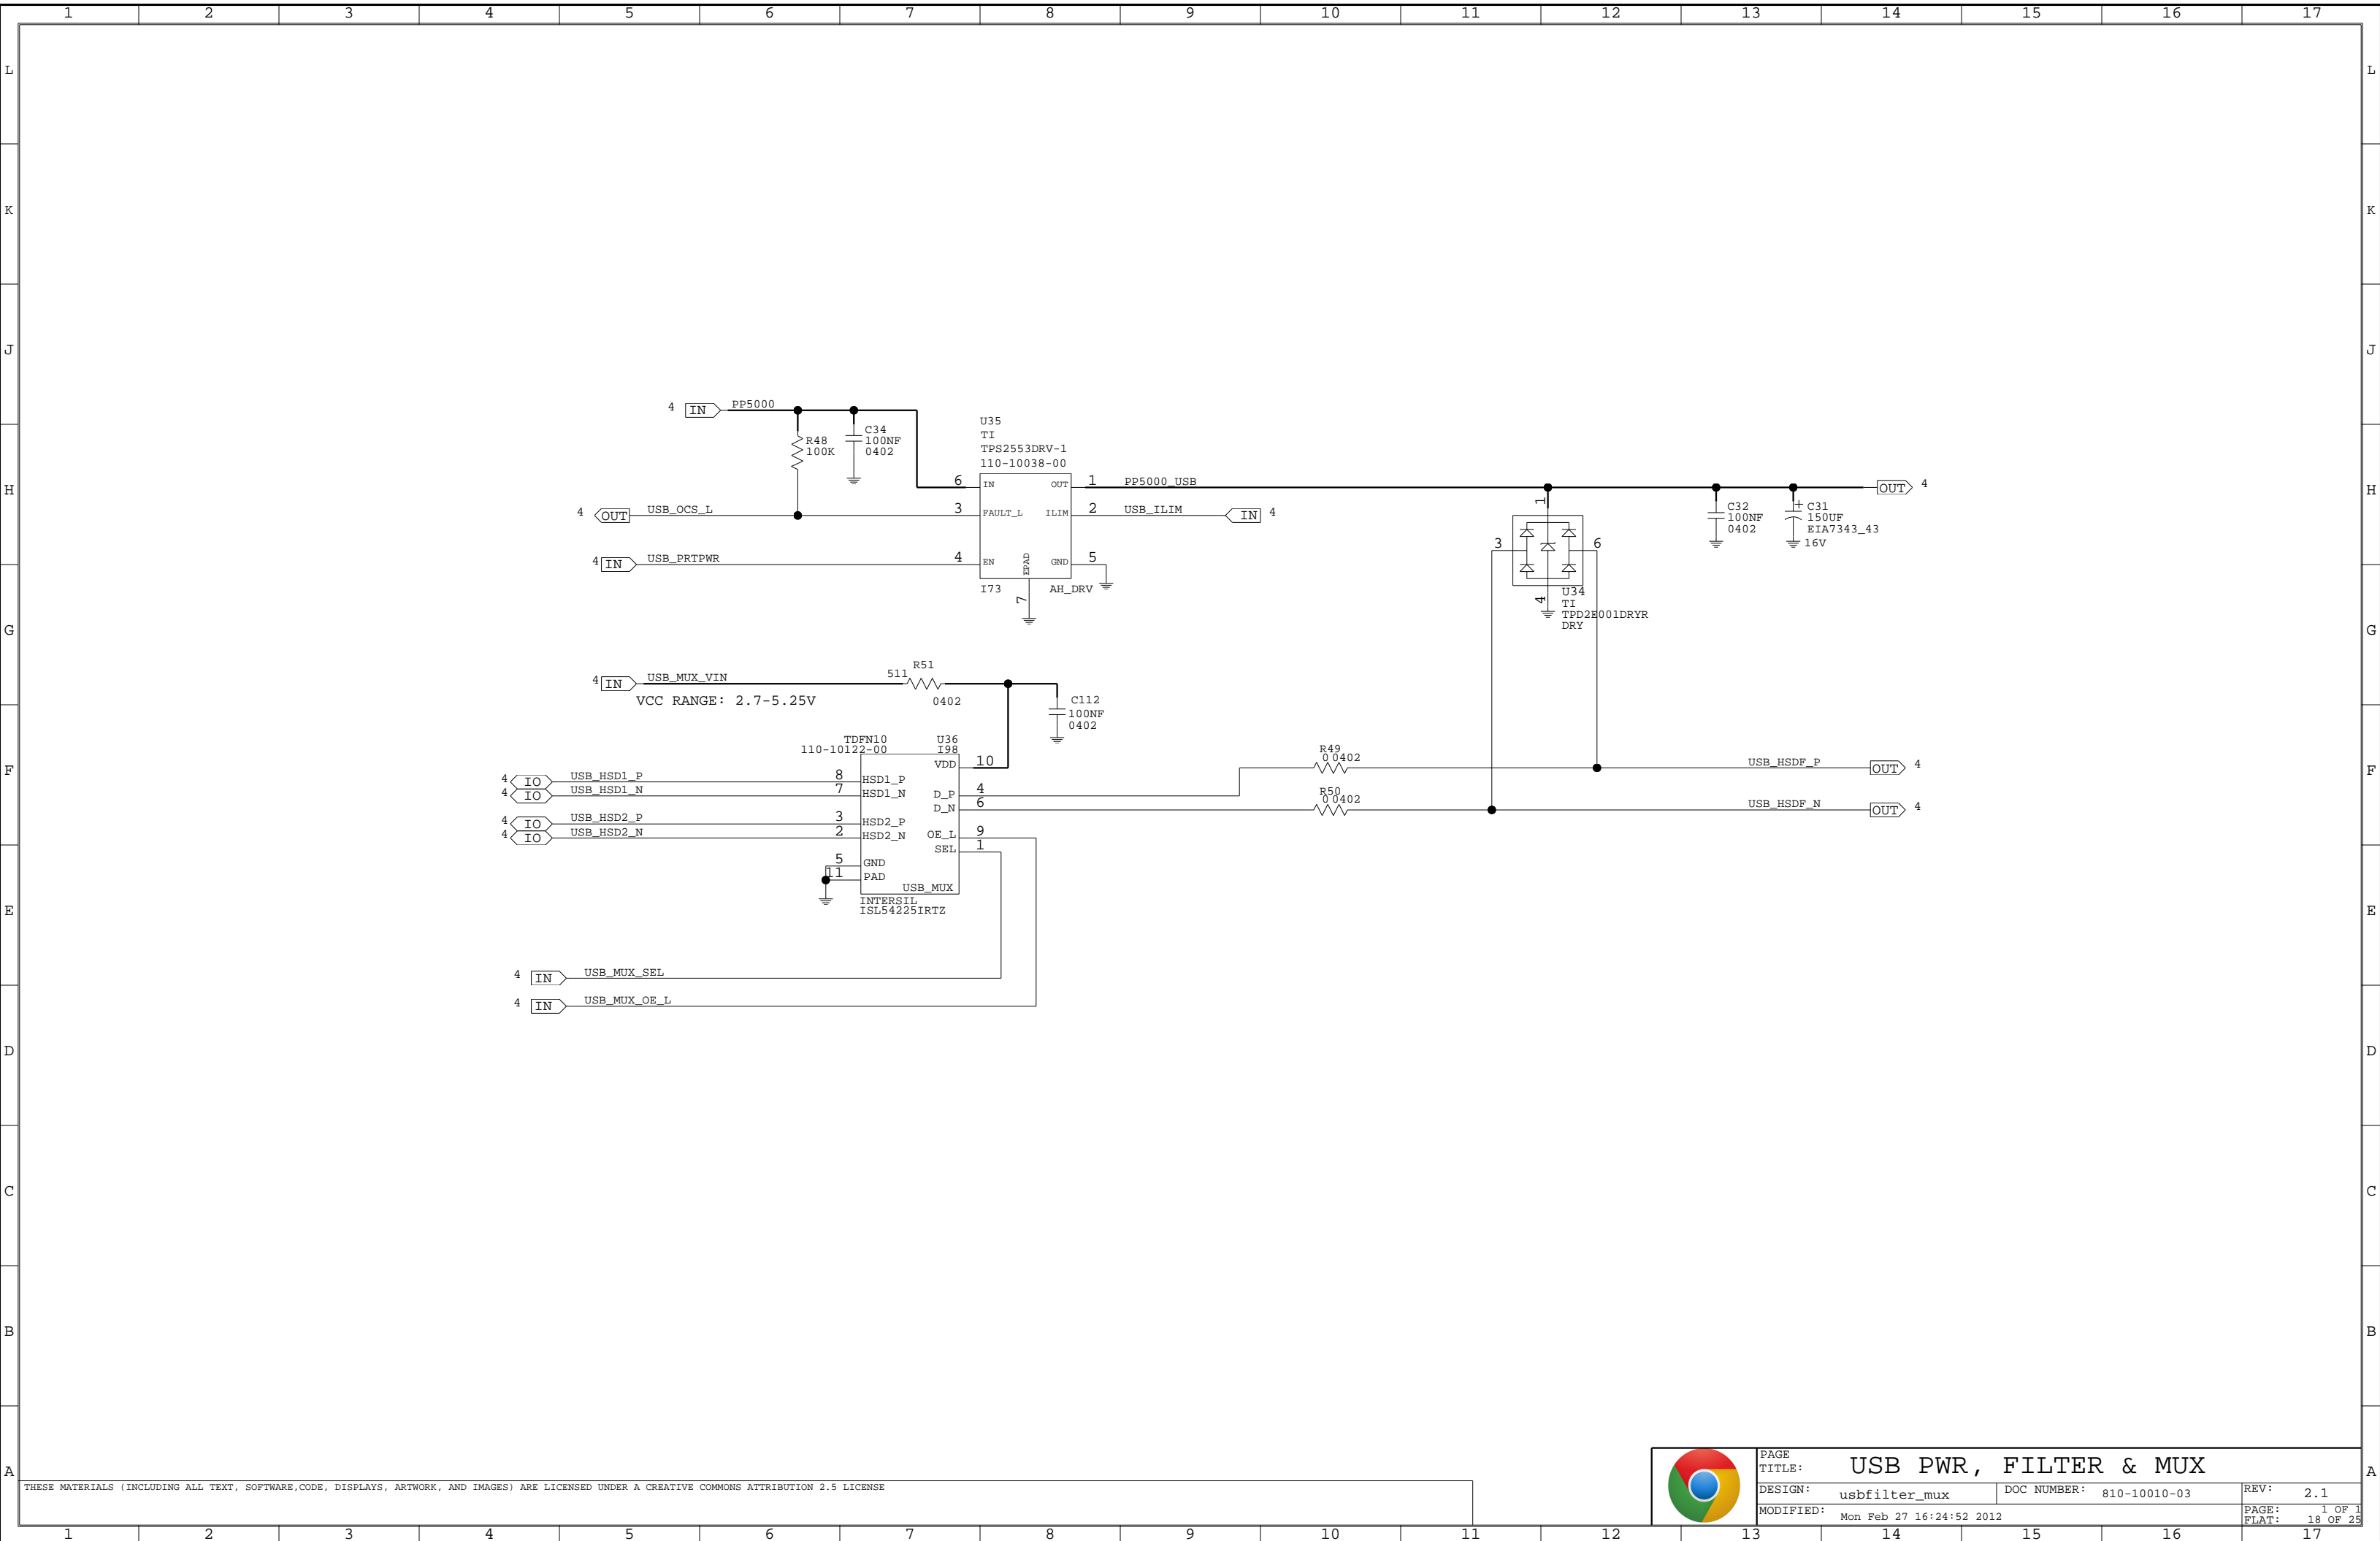 1 2 3 4 5 6 7 8 9 10 11 12 13 14 15 16 17
L L
K K
J J
4 IN PP5000
R48
100K
C34
100NF
0402
U35
TI
TPS2553DRV-1
110-10038-00
H H
6 IN OUT 1 PP5000_USB OUT 4
4 OUT USB_OCS_L 3 FAULT_L ILIM 2 USB_ILIM IN 4
4 IN USB_PRTPWR 4 EN EPAD GND 5
I73 7 AH_DRV
C32
100NF
0402
+ C31
150UF
EIA7343_43
16V
1
3 6
4
U34
TI
TPD2E001DRYR
DRY
G G
4 IN USB_MUX_VIN 511 R51
0402
VCC RANGE: 2.7-5.25V
C112
100NF
0402
TDFN10 U36
110-10122-00 I98
VDD 10
F F
4 IO USB_HSD1_P 8 HSD1_P
4 IO USB_HSD1_N 7 HSD1_N D_P 4
D_N 6
4 IO USB_HSD2_P 3 HSD2_P
4 IO USB_HSD2_N 2 HSD2_N OE_L 9
SEL 1
5 GND
11 PAD
USB_MUX
INTERSIL
ISL54225IRTZ
R49
0 0402
USB_HSDF_P OUT 4
R50
0 0402
USB_HSDF_N OUT 4
E E
4 IN USB_MUX_SEL
4 IN USB_MUX_OE_L
D D
C C
B B
A A
THESE MATERIALS (INCLUDING ALL TEXT, SOFTWARE,CODE, DISPLAYS, ARTWORK, AND IMAGES) ARE LICENSED UNDER A CREATIVE COMMONS ATTRIBUTION 2.5 LICENSE
PAGE TITLE: USB PWR, FILTER & MUX
DESIGN: usbfilter_mux DOC NUMBER: 810-10010-03 REV: 2.1
MODIFIED: Mon Feb 27 16:24:52 2012 PAGE: 1 OF 1
FLAT: 18 OF 25
1 2 3 4 5 6 7 8 9 10 11 12 13 14 15 16 17